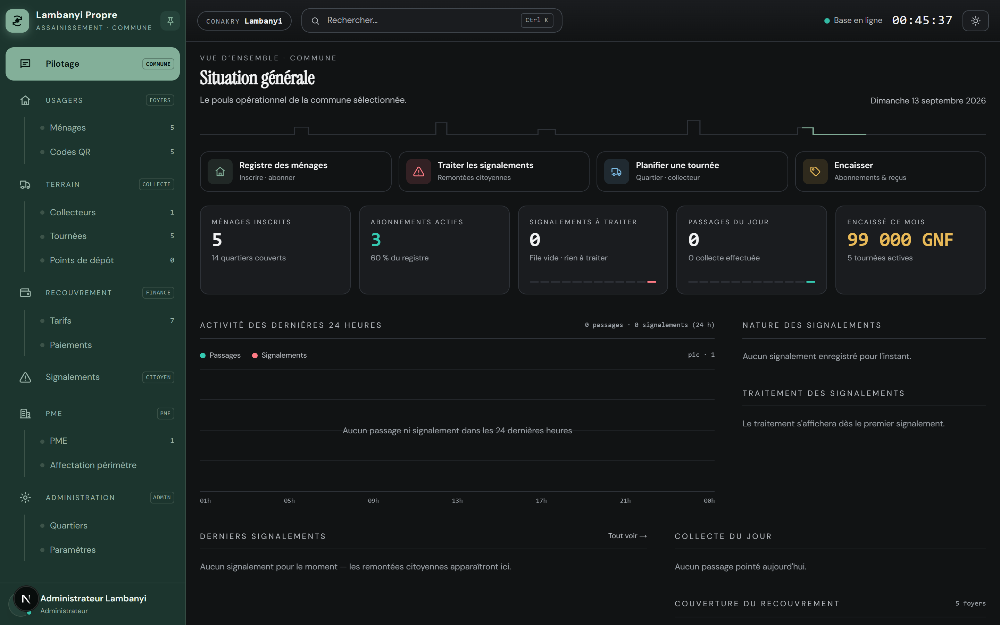 Lambanyi Propre
ASSAINISSEMENT · COMMUNE
Pilotage COMMUNE
USAGERS FOYERS
Ménages 5
Codes QR 5
TERRAIN COLLECTE
Collecteurs 1
Tournées 5
Points de dépôt 0
RECOUVREMENT FINANCE
Tarifs 7
Paiements
Signalements CITOYEN
PME PME
PME 1
Affectation périmètre
ADMINISTRATION ADMIN
Quartiers
Paramètres
N
Administrateur Lambanyi
Administrateur
CONAKRY Lambanyi
Rechercher... Ctrl K
Base en ligne 00:45:37
VUE D’ENSEMBLE · COMMUNE
Situation générale
Le pouls opérationnel de la commune sélectionnée.
Dimanche 13 septembre 2026
Registre des ménages
Inscrire · abonner
Traiter les signalements
Remontées citoyennes
Planifier une tournée
Quartier · collecteur
Encaisser
Abonnements & reçus
MÉNAGES INSCRITS
5
14 quartiers couverts
ABONNEMENTS ACTIFS
3
60 % du registre
SIGNALEMENTS À TRAITER
0
File vide · rien à traiter
PASSAGES DU JOUR
0
0 collecte effectuée
ENCAISSÉ CE MOIS
99 000 GNF
5 tournées actives
ACTIVITÉ DES DERNIÈRES 24 HEURES
0 passages · 0 signalements (24 h)
Passages Signalements
pic · 1
Aucun passage ni signalement dans les 24 dernières heures
01h 05h 09h 13h 17h 21h 00h
NATURE DES SIGNALEMENTS
Aucun signalement enregistré pour l'instant.
TRAITEMENT DES SIGNALEMENTS
Le traitement s'affichera dès le premier signalement.
DERNIERS SIGNALEMENTS
Tout voir →
Aucun signalement pour le moment — les remontées citoyennes apparaîtront ici.
COLLECTE DU JOUR
Aucun passage pointé aujourd'hui.
COUVERTURE DU RECOUVREMENT
5 foyers